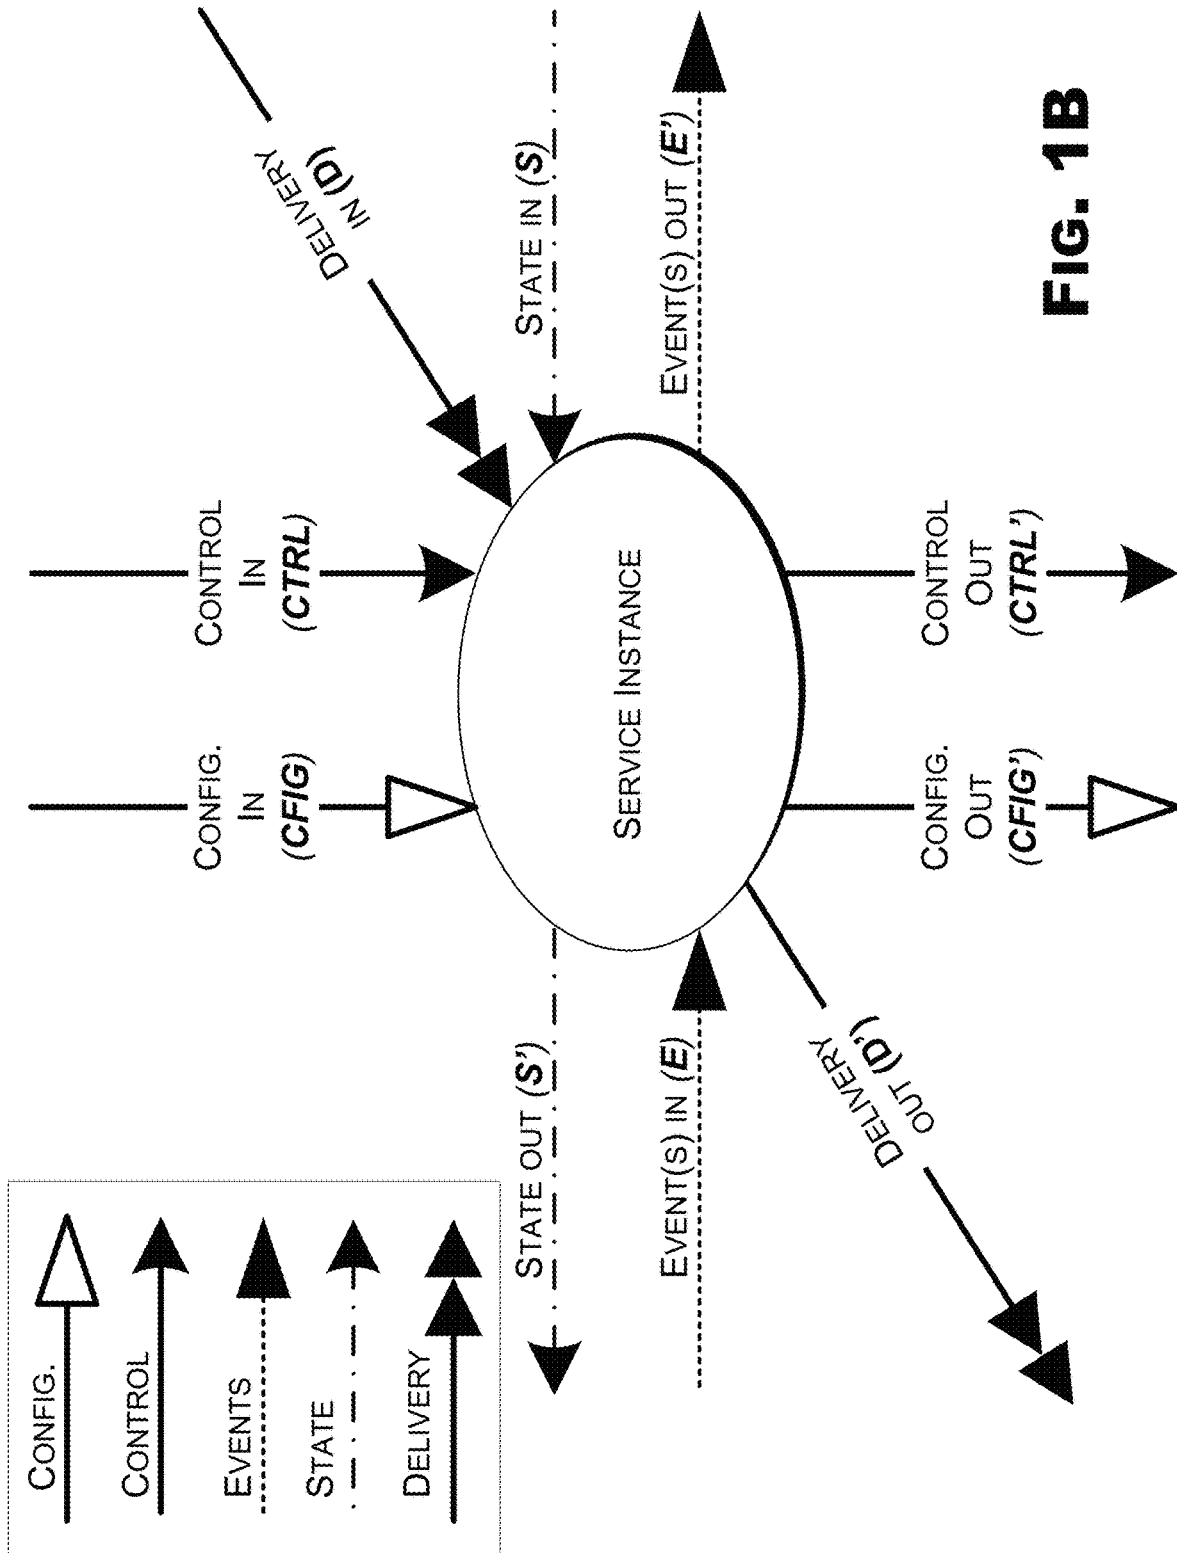 CONFIG.
CONTROL
EVENTS
STATE
DELIVERY
CONFIG.
IN
(CFIG)
CONTROL
IN
(CTRL)
DELIVERY
IN (D)
STATE OUT (S')
STATE IN (S)
SERVICE INSTANCE
EVENT(S) IN (E)
EVENT(S) OUT (E')
DELIVERY
OUT (D')
CONFIG.
OUT
(CFIG')
CONTROL
OUT
(CTRL')
FIG. 1B